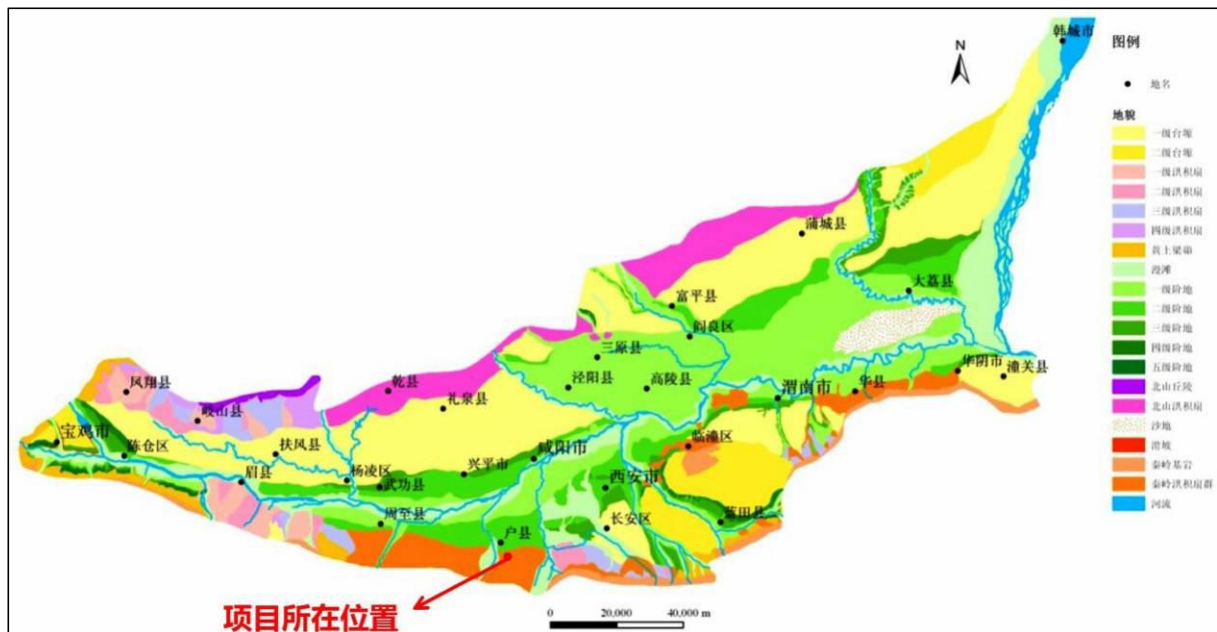 韩城市
图例
N
地名
地貌
一级台塬
二级台塬
一级洪积扇
二级洪积扇
三级洪积扇
四级洪积扇
黄土梁峁
漫滩
一级阶地
二级阶地
三级阶地
四级阶地
五级阶地
北山丘陵
北山洪积扇
沙地
滑坡
秦岭基岩
秦岭洪积扇群
河流
蒲城县
大荔县
富平县
阎良区
三原县
泾阳县
高陵县
渭南市
华县
华阴市
潼关县
凤翔县
岐山县
乾县
礼泉县
宝鸡市
陈仓区
扶风县
眉县
杨凌区
武功县
兴平市
咸阳市
临潼区
西安市
周至县
户县
长安区
蓝田县
项目所在位置
0 20,000 40,000 m